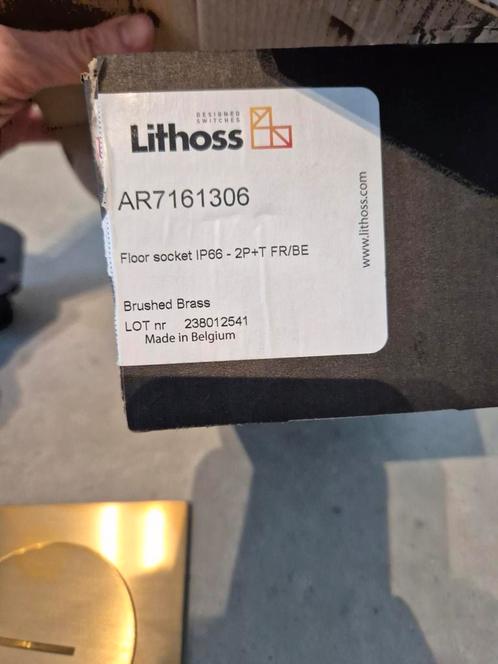 DESIGNED
SWITCHES
Lithoss
AR7161306
Floor socket IP66 - 2P+T FR/BE
Brushed Brass
LOT nr 238012541
Made in Belgium
www.lithoss.com